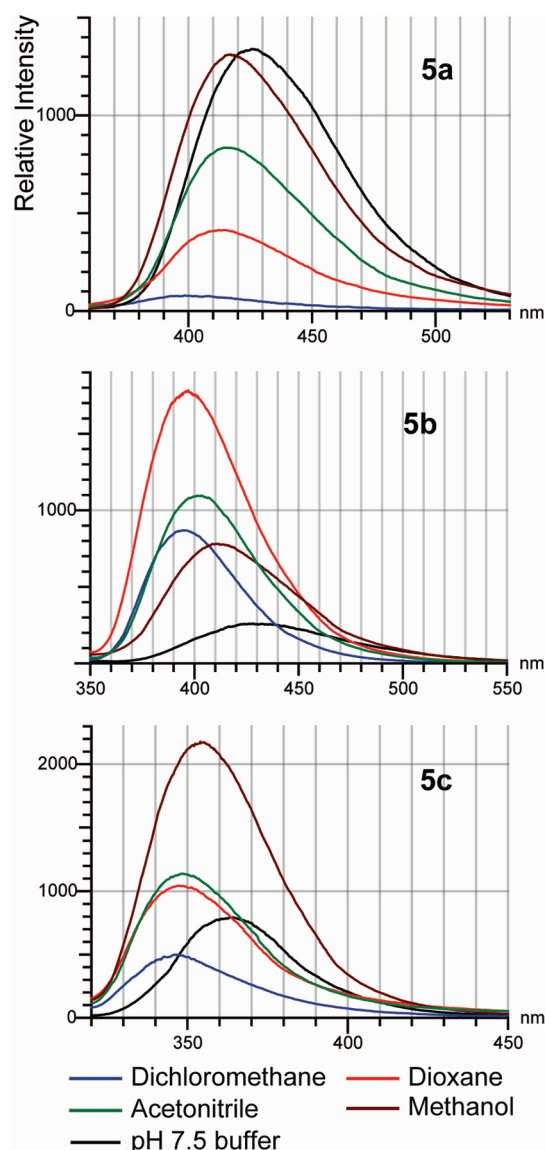 Relative Intensity
5a
1000
0
400
450
500
nm
5b
1000
350
400
450
500
550
nm
5c
2000
1000
0
350
400
450
nm
Dichloromethane
Dioxane
Acetonitrile
Methanol
pH 7.5 buffer